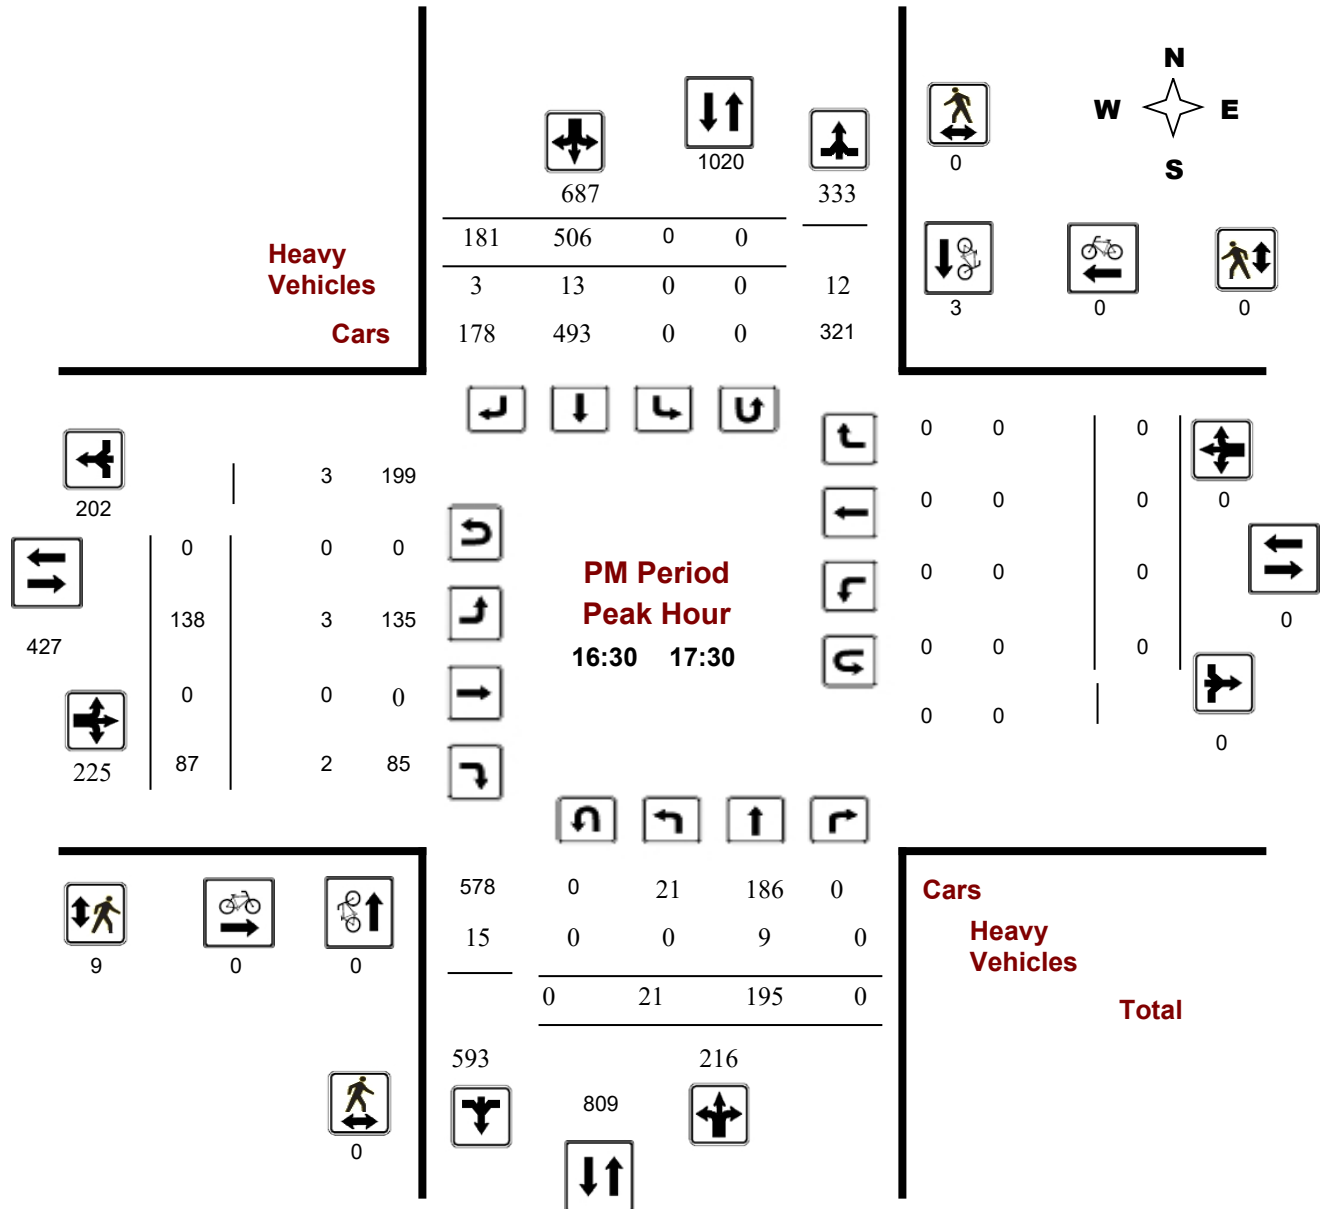 N
W E
S
0
1020
687 333
181 506 0 0
Heavy
Vehicles 3 13 0 0 12
Cars 178 493 0 0 321
3 0 0
0 0 0
3 199
202
0 0 0 0
0 0 0
0 0 0
138 3 135
427
0 0 0
0 0 0
0 0 0
225 87 2 85
0 0
0
PM Period
Peak Hour
16:30 17:30
578 0 21 186 0
15 0 0 9 0
0 21 195 0
593 216
809
Cars
Heavy
Vehicles
Total
9 0 0
0